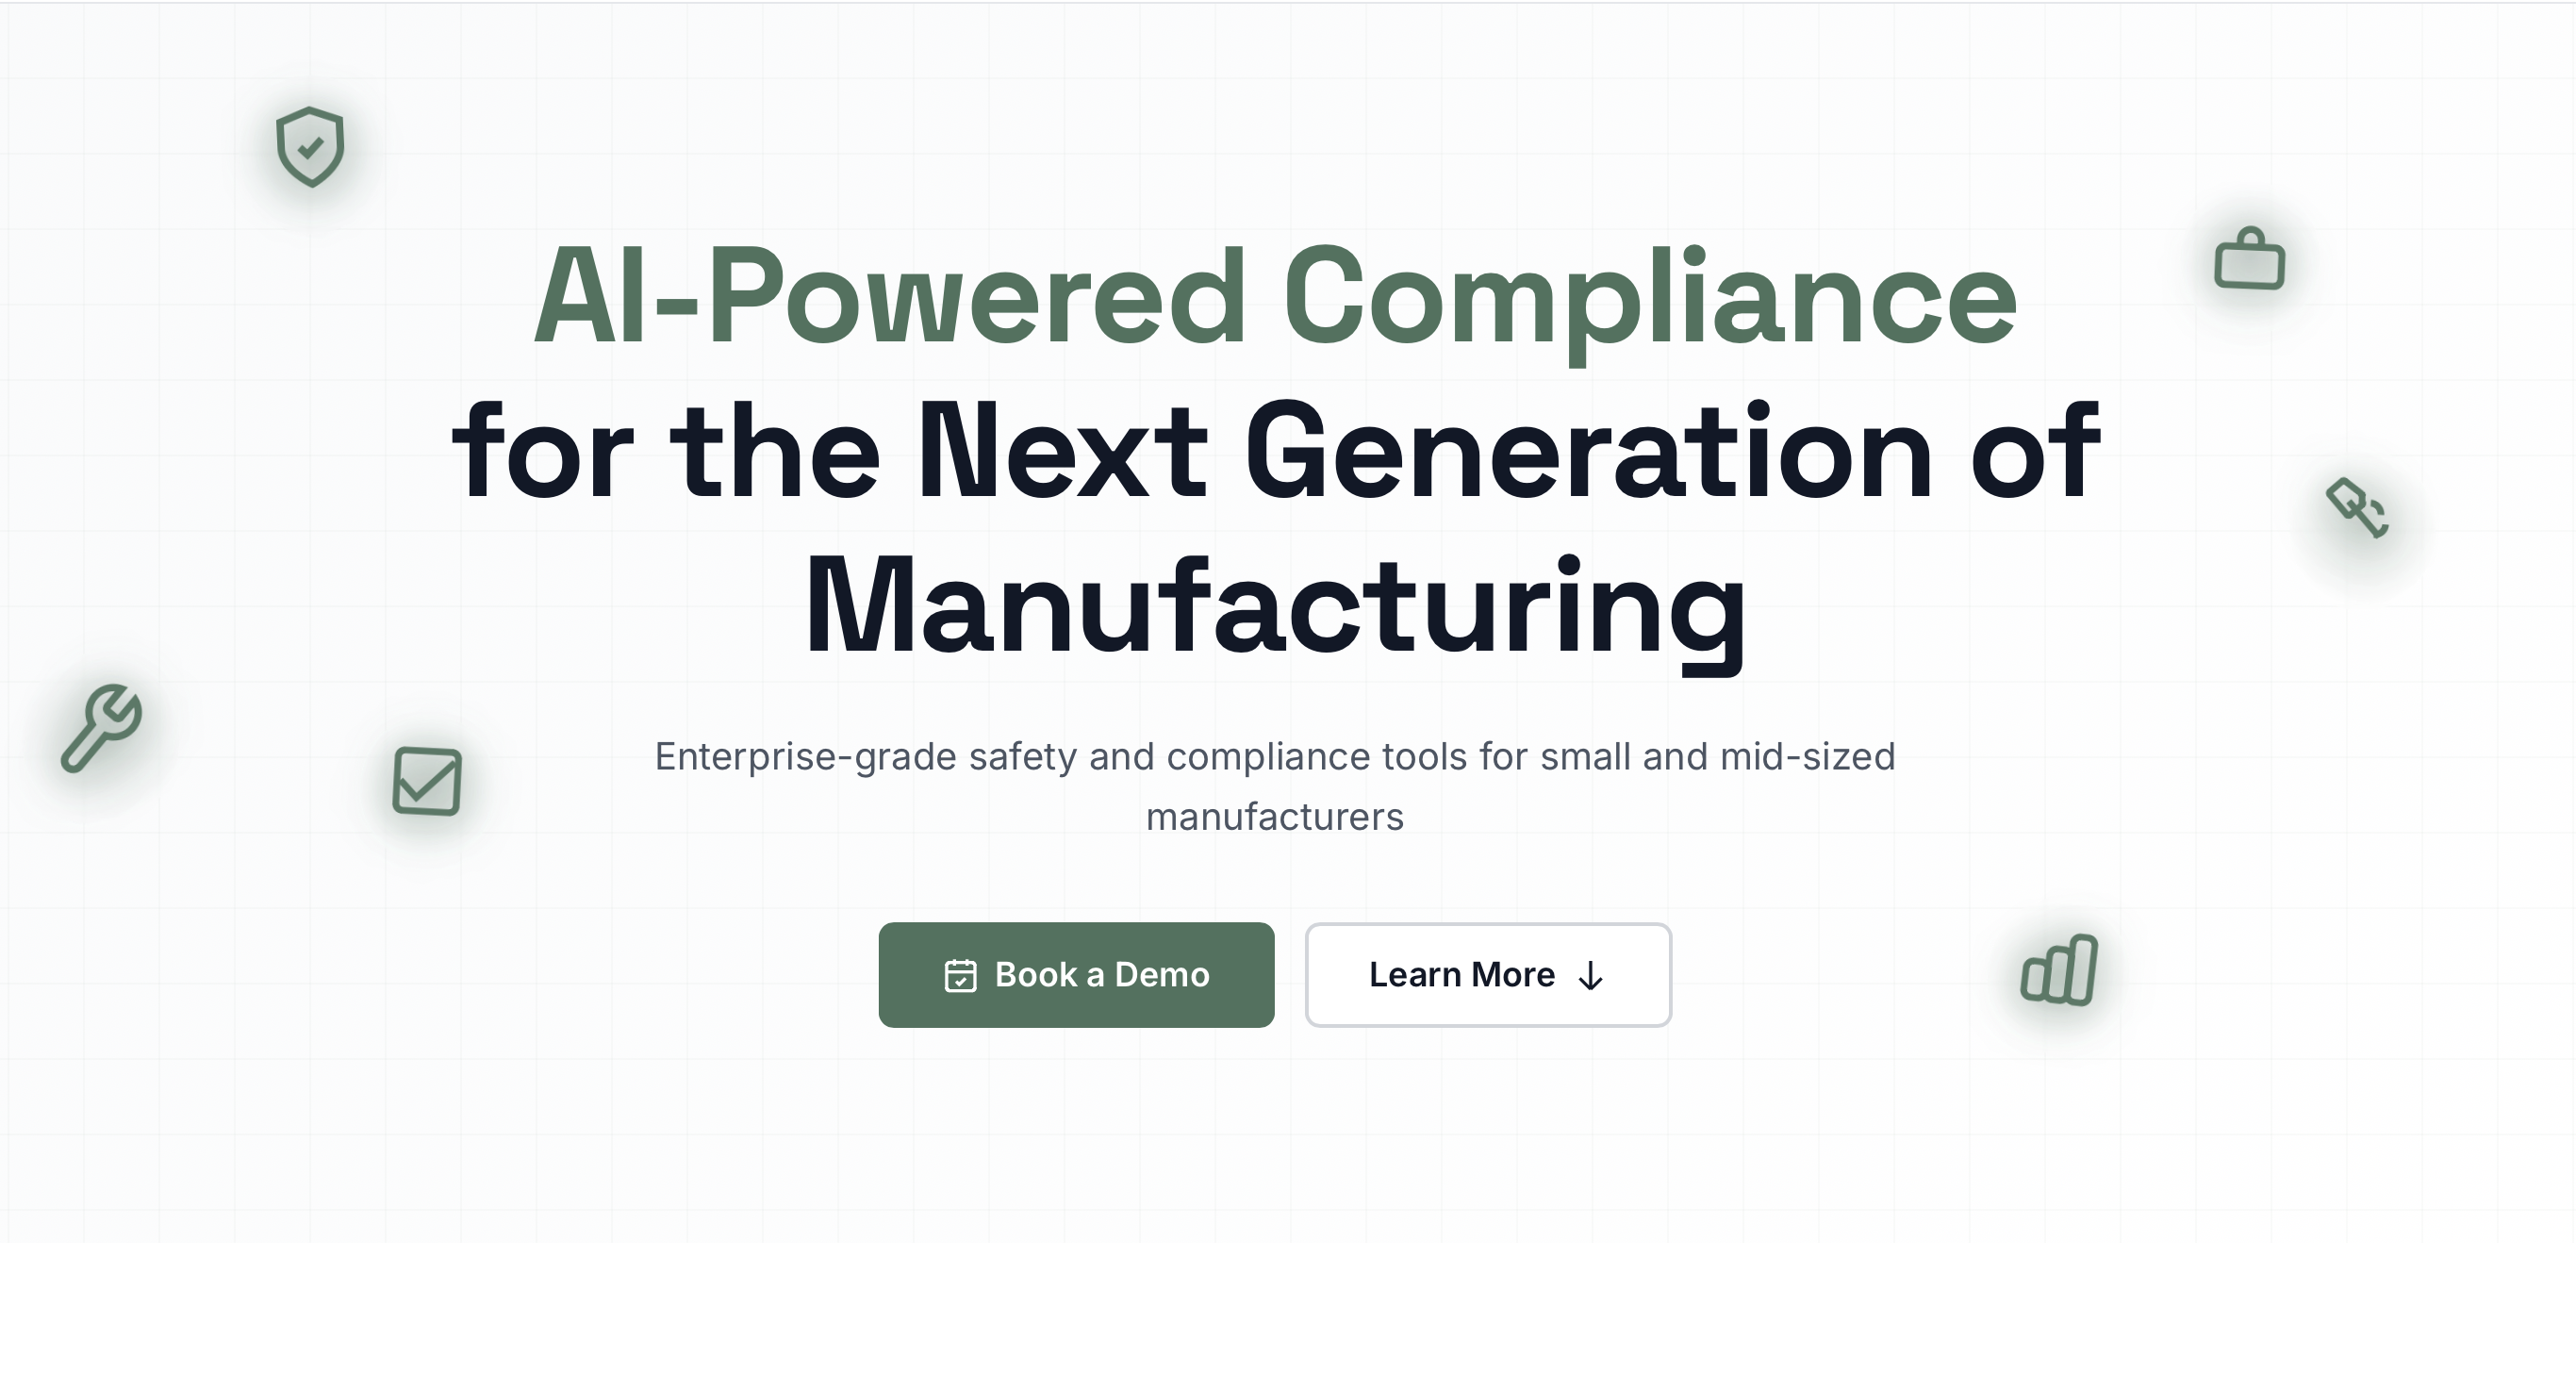 AI-Powered Compliance
for the Next Generation of
Manufacturing
Enterprise-grade safety and compliance tools for small and mid-sized
manufacturers
Book a Demo
Learn More